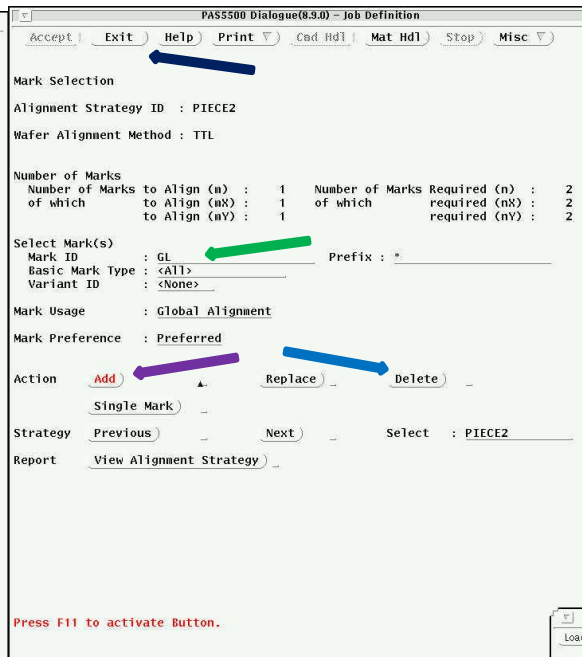 PAS5500 Dialogue(8.9.0) - Job Definition
Accept Exit Help Print Cmd Hdl Mat Hdl Stop Misc
Mark Selection
Alignment Strategy ID : PIECE2
Wafer Alignment Method : TTL
Number of Marks
Number of Marks to Align (m) : 1 Number of Marks Required (n) : 2
of which to Align (mX) : 1 of which required (nX) : 2
to Align (mY) : 1 required (nY) : 2
Select Mark(s)
Mark ID : GL Prefix : *
Basic Mark Type : <All>
Variant ID : <None>
Mark Usage : Global Alignment
Mark Preference : Preferred
Action Add Replace Delete
Single Mark
Strategy Previous Next Select : PIECE2
Report View Alignment Strategy
Press F11 to activate Button.